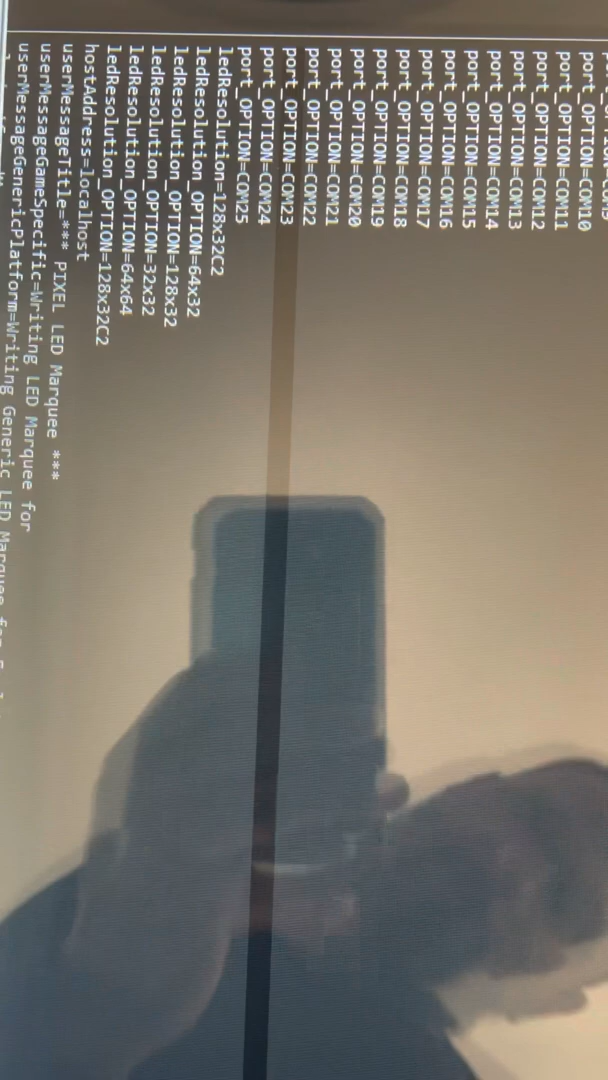 port_OPTION=COM10
port_OPTION=COM11
port_OPTION=COM12
port_OPTION=COM13
port_OPTION=COM14
port_OPTION=COM15
port_OPTION=COM16
port_OPTION=COM17
port_OPTION=COM18
port_OPTION=COM19
port_OPTION=COM20
port_OPTION=COM21
port_OPTION=COM22
port_OPTION=COM23
port_OPTION=COM24
port_OPTION=COM25
ledResolution=128x32C2
ledResolution_OPTION=64x32
ledResolution_OPTION=128x32
ledResolution_OPTION=32x32
ledResolution_OPTION=64x64
ledResolution_OPTION=128x32C2
hostAddress=localhost
userMessageTitle=*** PIXEL LED Marquee ***
userMessageGameSpecific=Writing LED Marquee for
userMessageGenericPlatform=Writing Generic LED Marquee for